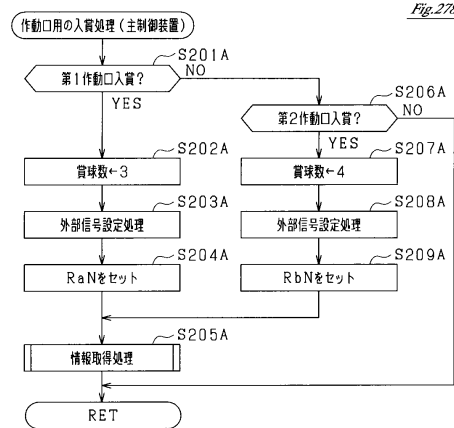 Fig.278
作動口用の入賞処理(主制御装置)
S201A
第1作動口入賞?
NO
YES
S206A
第2作動口入賞?
NO
YES
S202A
賞球数←3
S207A
賞球数←4
S203A
外部信号設定処理
S208A
外部信号設定処理
S204A
RaNをセット
S209A
RbNをセット
S205A
情報取得処理
RET